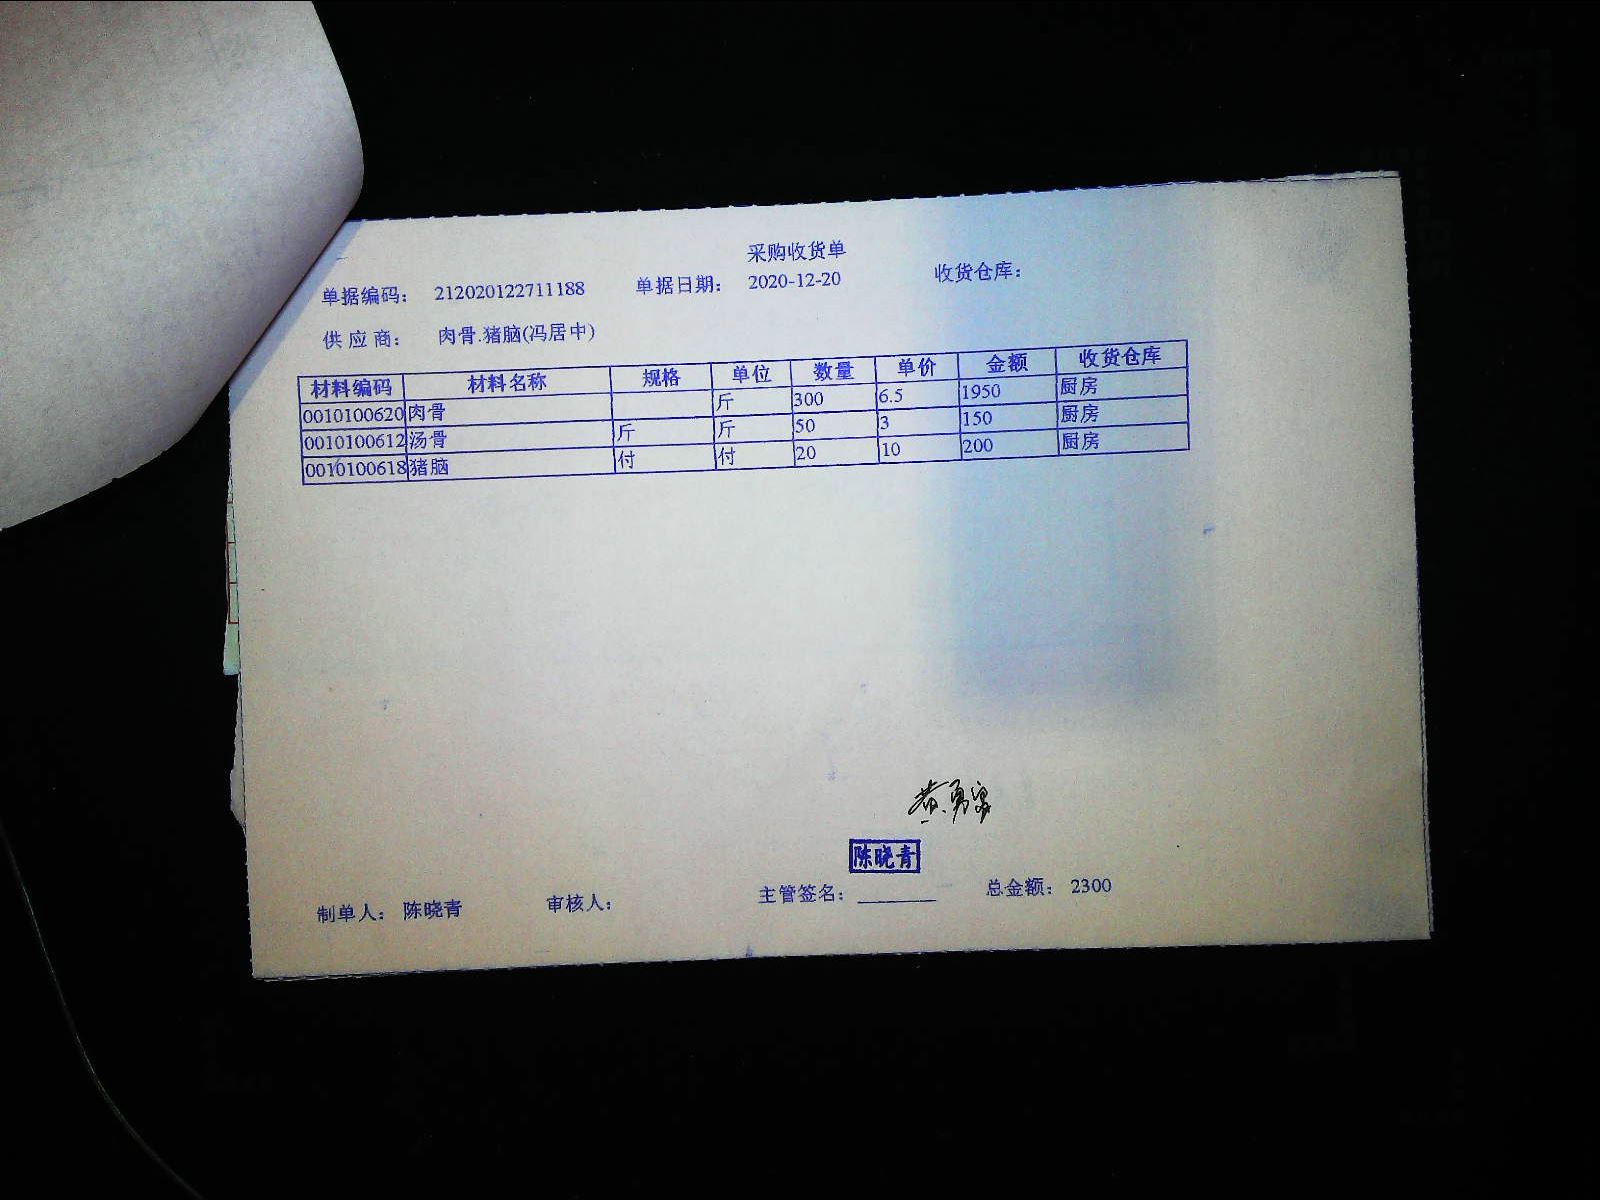 采购收货单
单据编码： 212020122711188 单据日期： 2020-12-20 收货仓库：
供 应 商： 肉骨.猪脑(冯居中)
材料编码 材料名称 规格 单位 数量 单价 金额 收货仓库
0010100620 肉骨 斤 300 6.5 1950 厨房
0010100612 汤骨 斤 斤 50 3 150 厨房
0010100618 猪脑 付 付 20 10 200 厨房
陈晓青
制单人： 陈晓青 审核人： 主管签名： 总金额： 2300